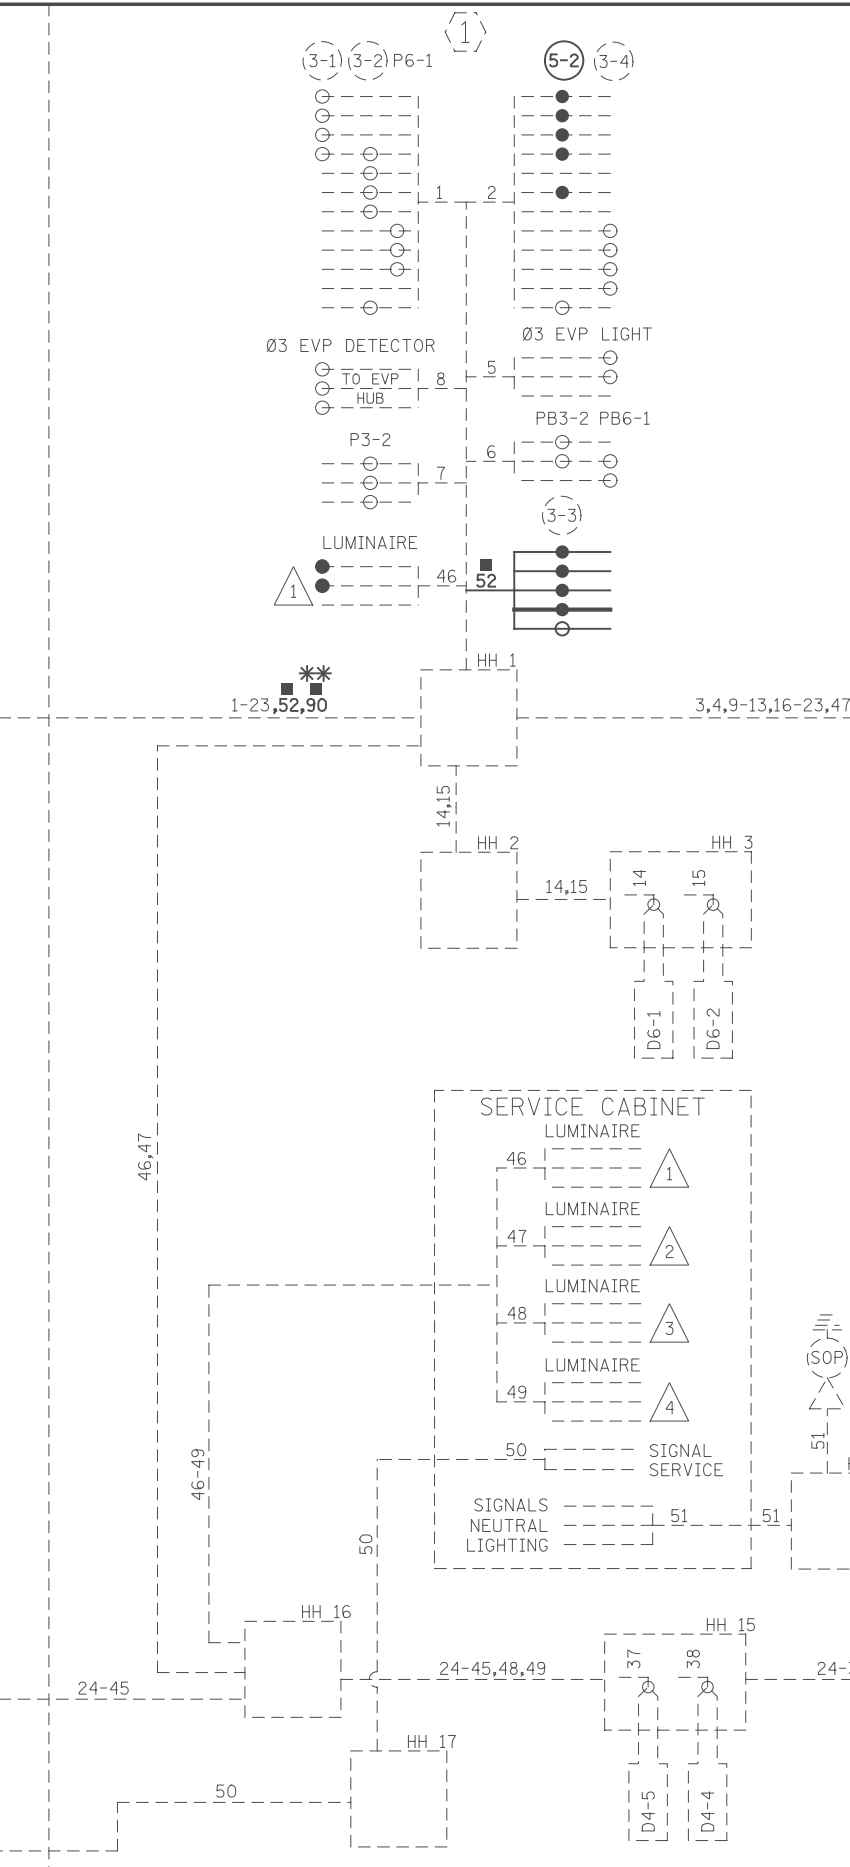 1
3-1 3-2 P6-1
5-2 3-4
1 2
Ø3 EVP DETECTOR
Ø3 EVP LIGHT
TO EVP
HUB
8
5
PB3-2 PB6-1
P3-2
6
7
3-3
LUMINAIRE
1
46
52
HH 1
**
1-23,52,90
3,4,9-13,16-23,47
14,15
HH 2
HH 3
14,15
14
15
D6-1
D6-2
46,47
SERVICE CABINET
LUMINAIRE
46
1
LUMINAIRE
47
2
LUMINAIRE
48
3
LUMINAIRE
49
4
(SOP)
51
50
SIGNAL
SERVICE
SIGNALS
NEUTRAL
LIGHTING
51
51
46-49
50
HH 16
HH 15
37
38
24-45,48,49
24-
24-45
D4-5
D4-4
HH 17
50